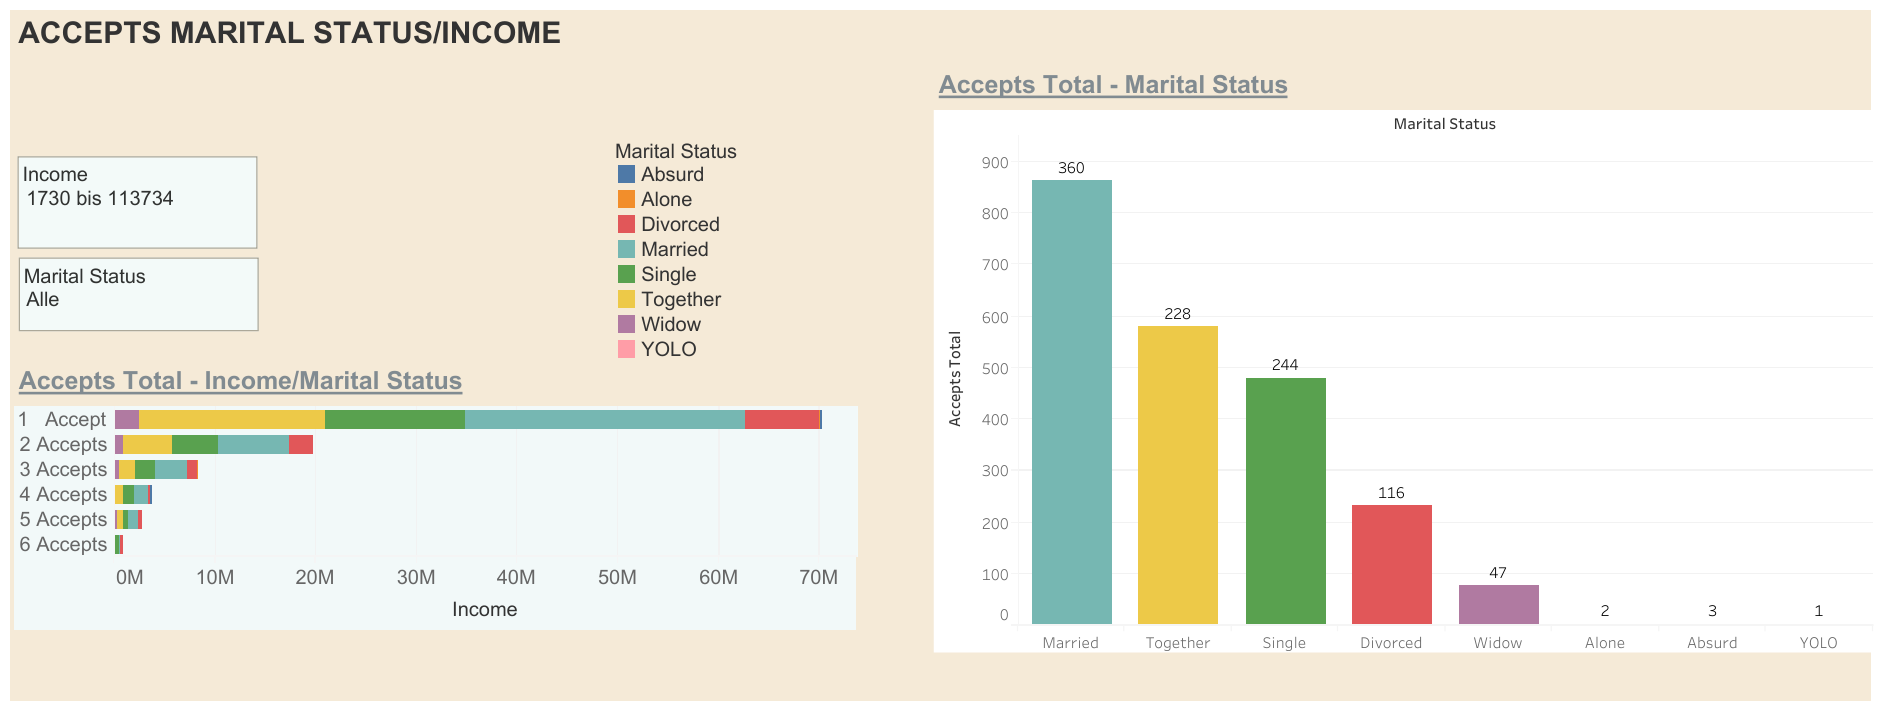 ACCEPTS MARITAL STATUS/INCOME
Income
1730 bis 113734
Marital Status
Alle
Marital Status
Absurd
Alone
Divorced
Married
Single
Together
Widow
YOLO
Accepts Total - Income/Marital Status
1 Accept
2 Accepts
3 Accepts
4 Accepts
5 Accepts
6 Accepts
0M 10M 20M 30M 40M 50M 60M 70M
Income
Accepts Total - Marital Status
Marital Status
Accepts Total
900
800
700
600
500
400
300
200
100
0
360
228
244
116
47
2
3
1
Married Together Single Divorced Widow Alone Absurd YOLO